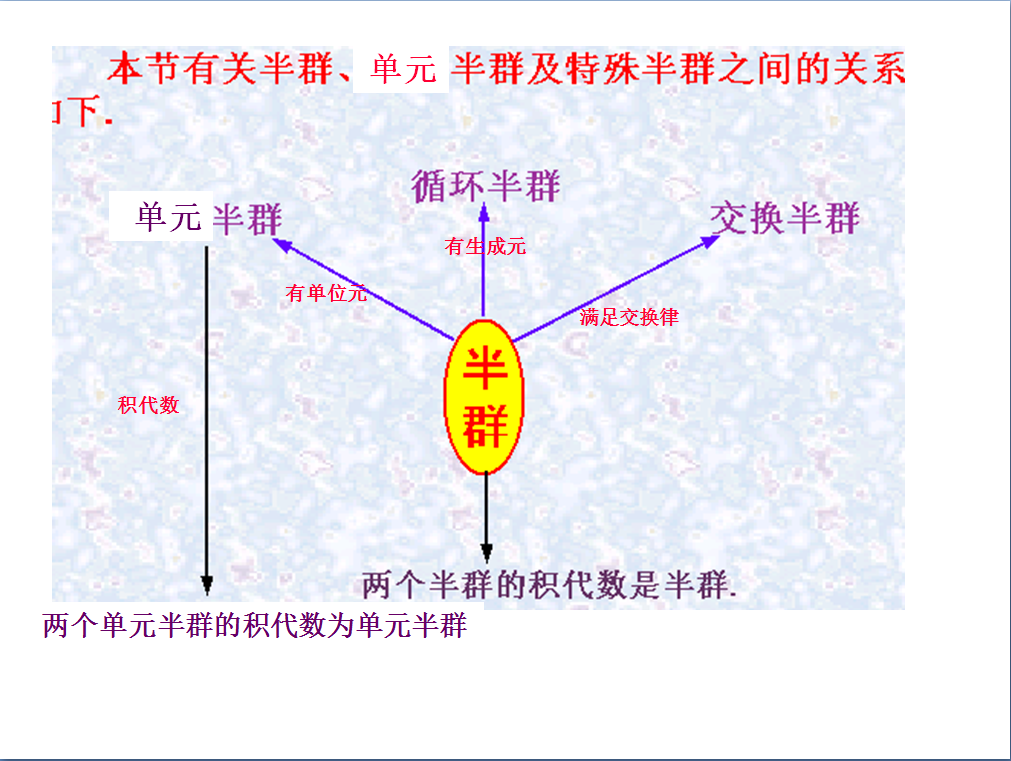 本节有关半群、单元 半群及特殊半群之间的关系
如下.
循环半群
单元 半群
交换半群
有生成元
有单位元
满足交换律
半
群
积代数
两个半群的积代数是半群.
两个单元半群的积代数为单元半群